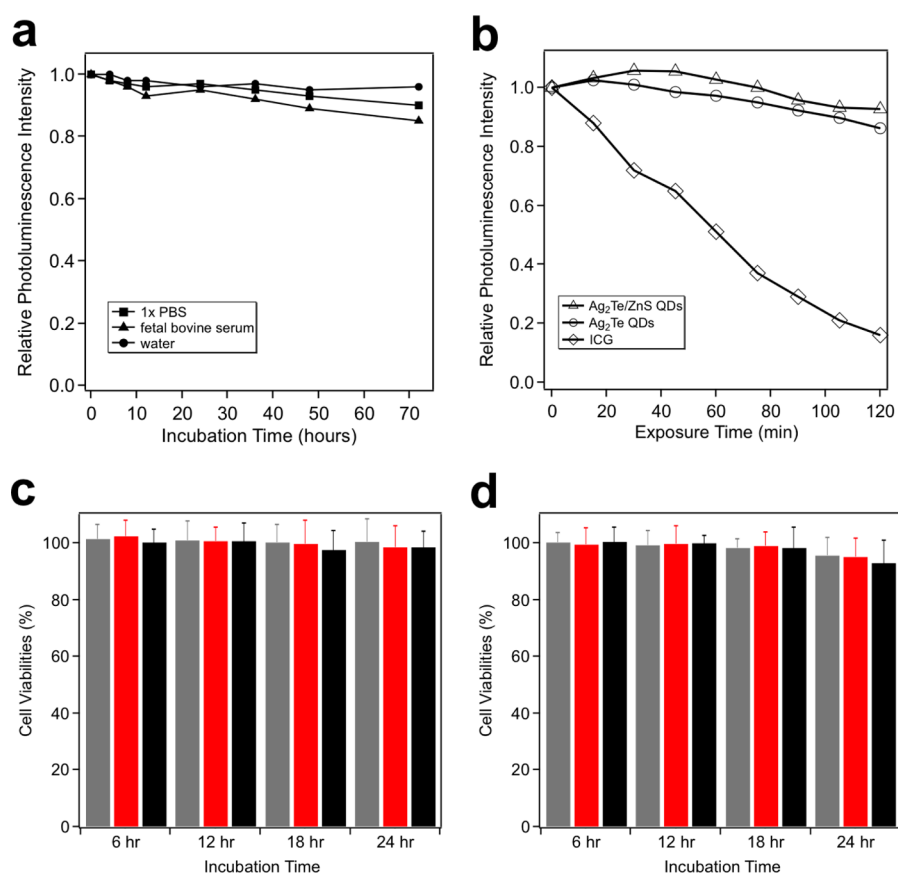 a
Relative Photoluminescence Intensity
1.0
0.8
0.6
0.4
0.2
0.0
1x PBS
fetal bovine serum
water
0 10 20 30 40 50 60 70
Incubation Time (hours)
b
Relative Photoluminescence Intensity
1.0
0.8
0.6
0.4
0.2
0.0
Ag₂Te/ZnS QDs
Ag₂Te QDs
ICG
0 20 40 60 80 100 120
Exposure Time (min)
c
Cell Viabilities (%)
100
80
60
40
20
0
6 hr 12 hr 18 hr 24 hr
Incubation Time
d
Cell Viabilities (%)
100
80
60
40
20
0
6 hr 12 hr 18 hr 24 hr
Incubation Time